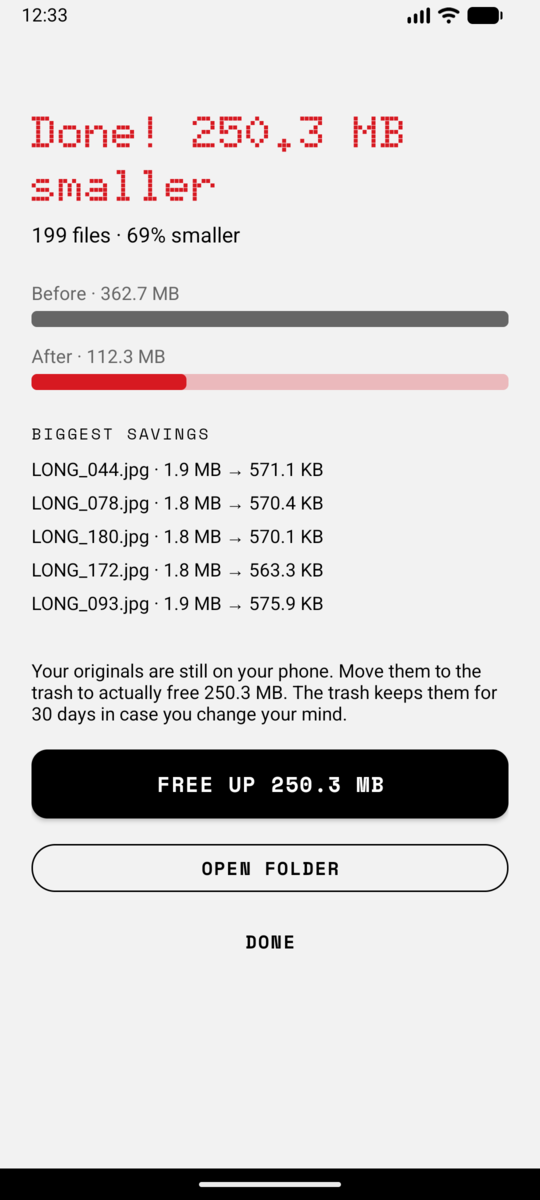 12:33
Done! 250.3 MB
smaller
199 files · 69% smaller
Before · 362.7 MB
After · 112.3 MB
BIGGEST SAVINGS
LONG_044.jpg · 1.9 MB → 571.1 KB
LONG_078.jpg · 1.8 MB → 570.4 KB
LONG_180.jpg · 1.8 MB → 570.1 KB
LONG_172.jpg · 1.8 MB → 563.3 KB
LONG_093.jpg · 1.9 MB → 575.9 KB
Your originals are still on your phone. Move them to the
trash to actually free 250.3 MB. The trash keeps them for
30 days in case you change your mind.
FREE UP 250.3 MB
OPEN FOLDER
DONE